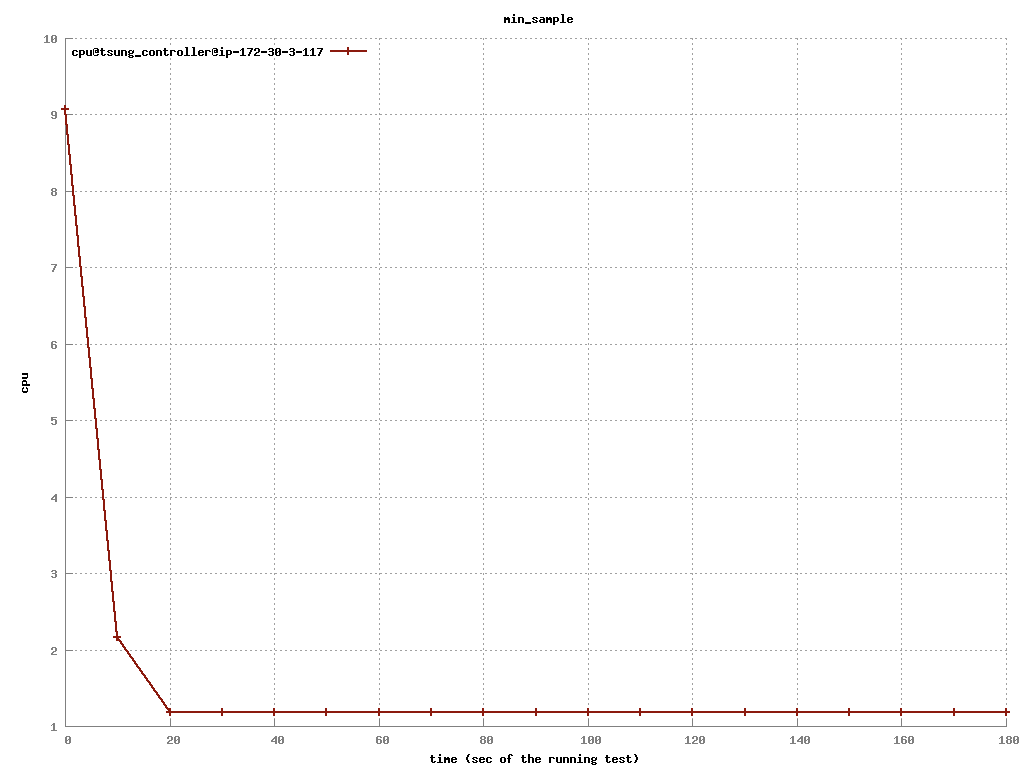 min_sample
cpu@tsung_controller@ip-172-30-3-117
10
9
8
7
6
5
4
3
2
1
cpu
0 20 40 60 80 100 120 140 160 180
time (sec of the running test)